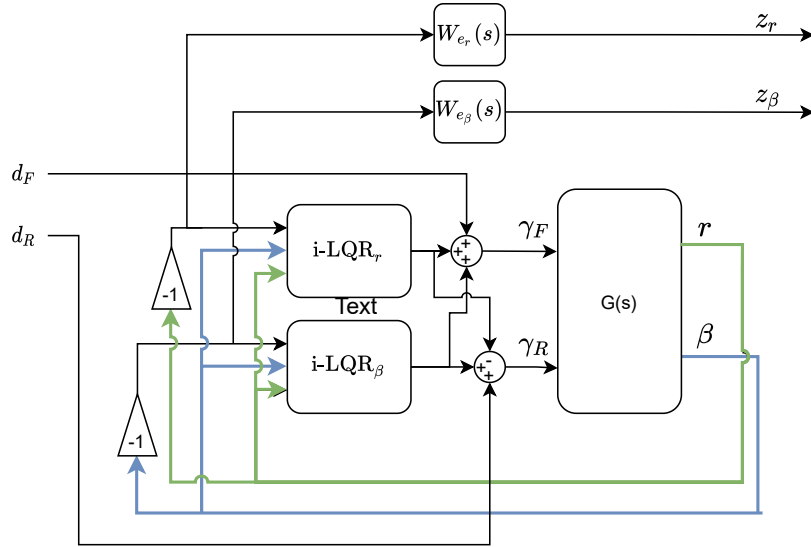 W_{e_r}(s)
z_r
W_{e_β}(s)
z_β
d_F
d_R
i-LQR_r
+
+
+
γ_F
r
-1
Text
G(s)
i-LQR_β
-
+
+
γ_R
β
-1